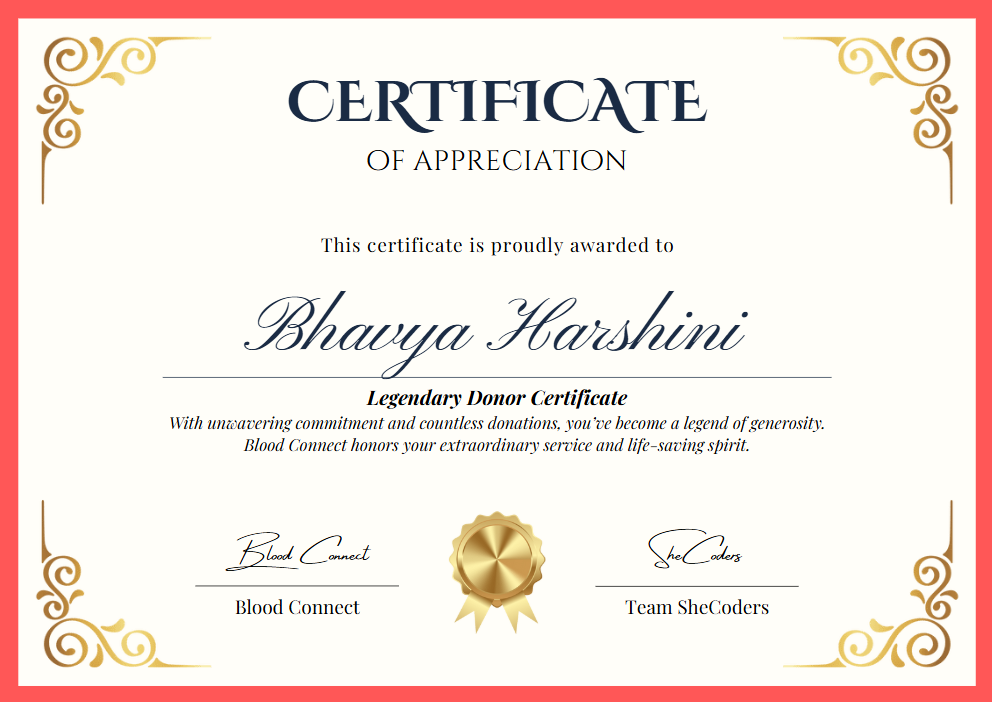 CERTIFICATE
OF APPRECIATION
This certificate is proudly awarded to
Bhavya Harshini
Legendary Donor Certificate
With unwavering commitment and countless donations, you’ve become a legend of generosity.
Blood Connect honors your extraordinary service and life-saving spirit.
Blood Connect
SheCoders
Blood Connect
Team SheCoders